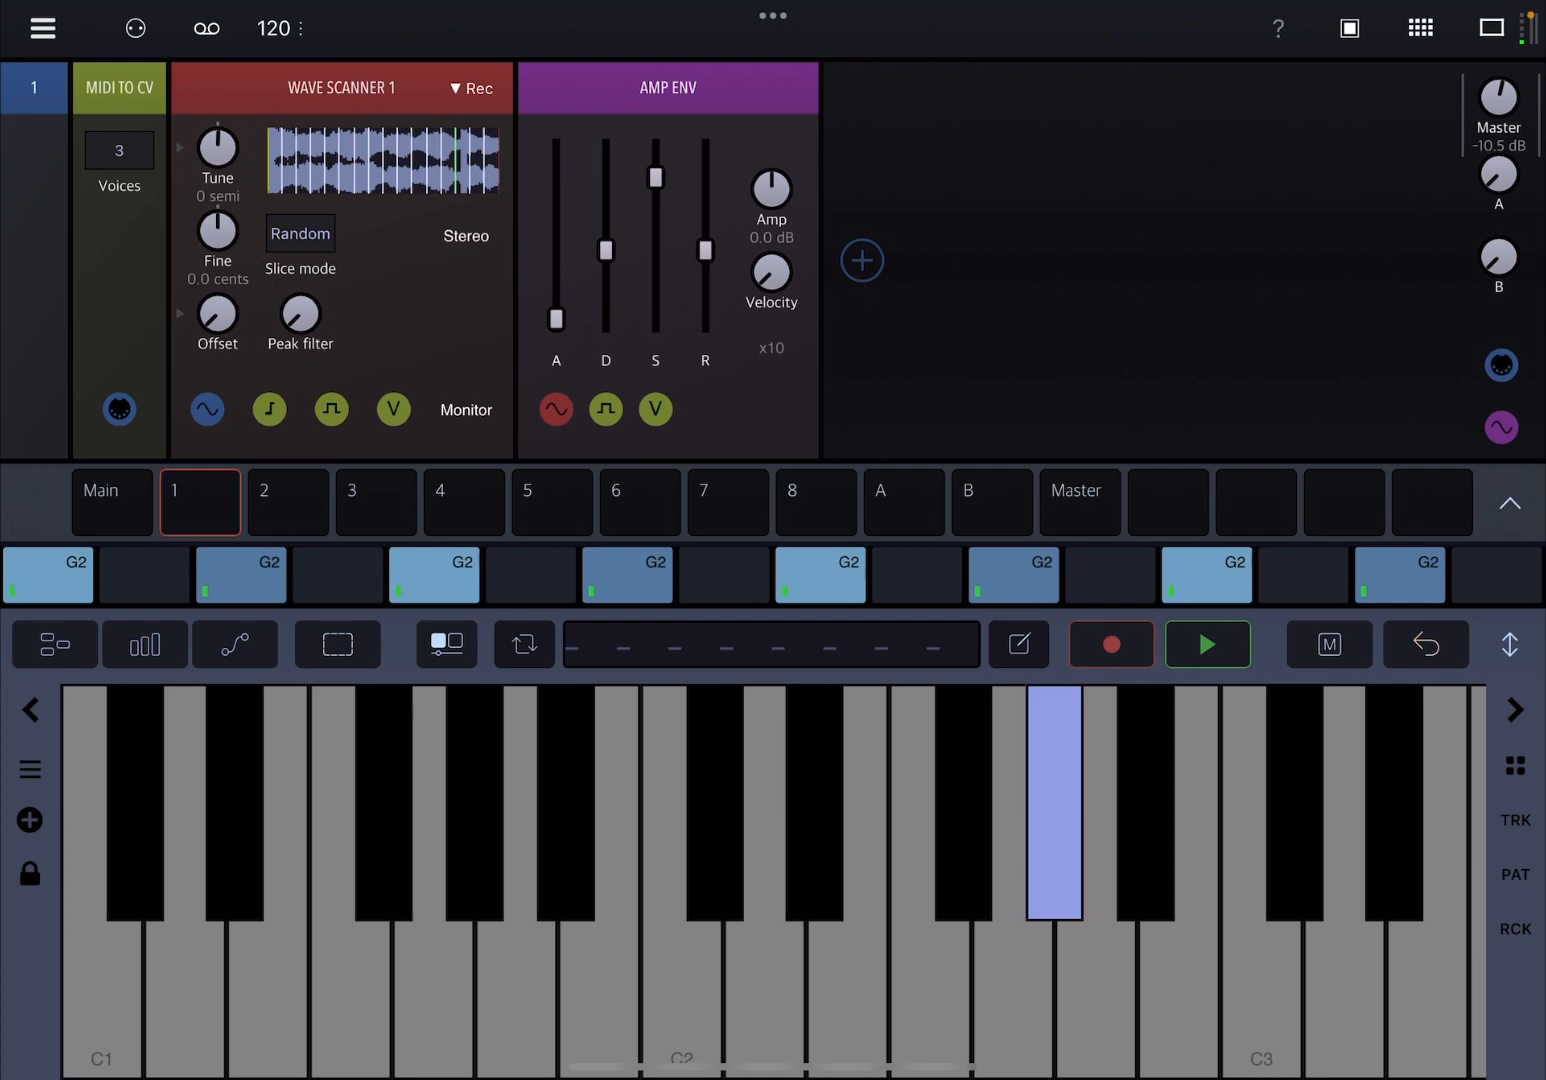 120
?
1
MIDI TO CV
WAVE SCANNER 1
▼ Rec
AMP ENV
3
Voices
Tune
0 semi
Random
Slice mode
Stereo
Fine
0.0 cents
Offset
Peak filter
Monitor
V
A
D
S
R
Amp
0.0 dB
Velocity
x10
V
Master
-10.5 dB
A
B
Main
1
2
3
4
5
6
7
8
A
B
Master
G2
G2
G2
G2
G2
G2
G2
G2
M
TRK
PAT
RCK
C1
C2
C3